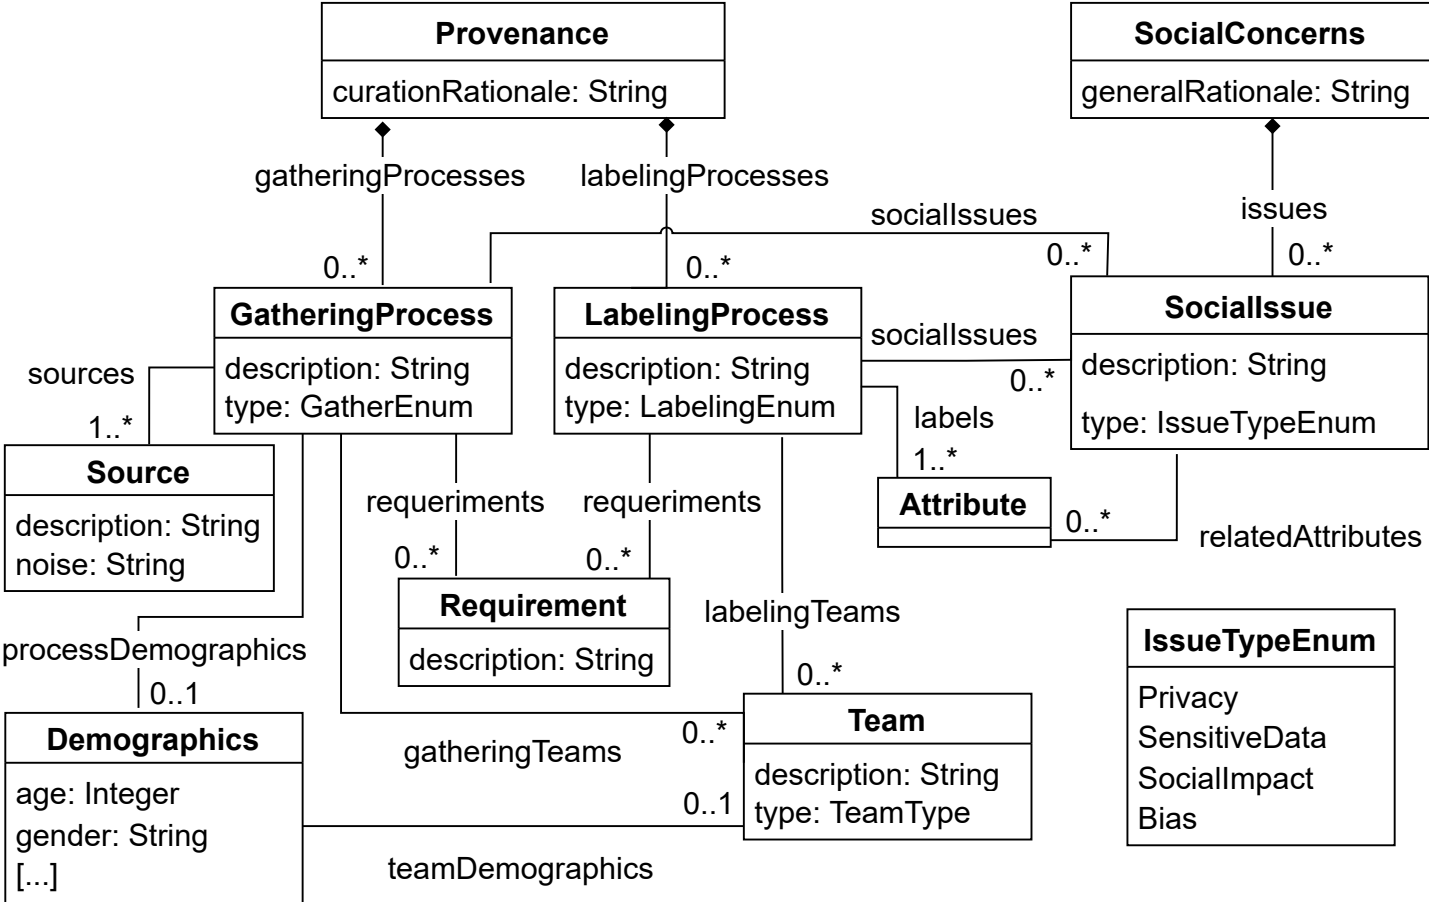 Provenance
curationRationale: String
SocialConcerns
generalRationale: String
gatheringProcesses
labelingProcesses
issues
socialIssues
0..*
0..*
0..*
0..*
GatheringProcess
description: String
type: GatherEnum
LabelingProcess
description: String
type: LabelingEnum
socialIssues
0..*
SocialIssue
description: String
type: IssueTypeEnum
sources
1..*
labels
1..*
Source
description: String
noise: String
requeriments
0..*
requeriments
0..*
Attribute
0..*
relatedAttributes
Requirement
description: String
labelingTeams
0..*
processDemographics
0..1
IssueTypeEnum
Privacy
SensitiveData
SocialImpact
Bias
Demographics
age: Integer
gender: String
[...]
gatheringTeams
0..*
0..1
teamDemographics
Team
description: String
type: TeamType